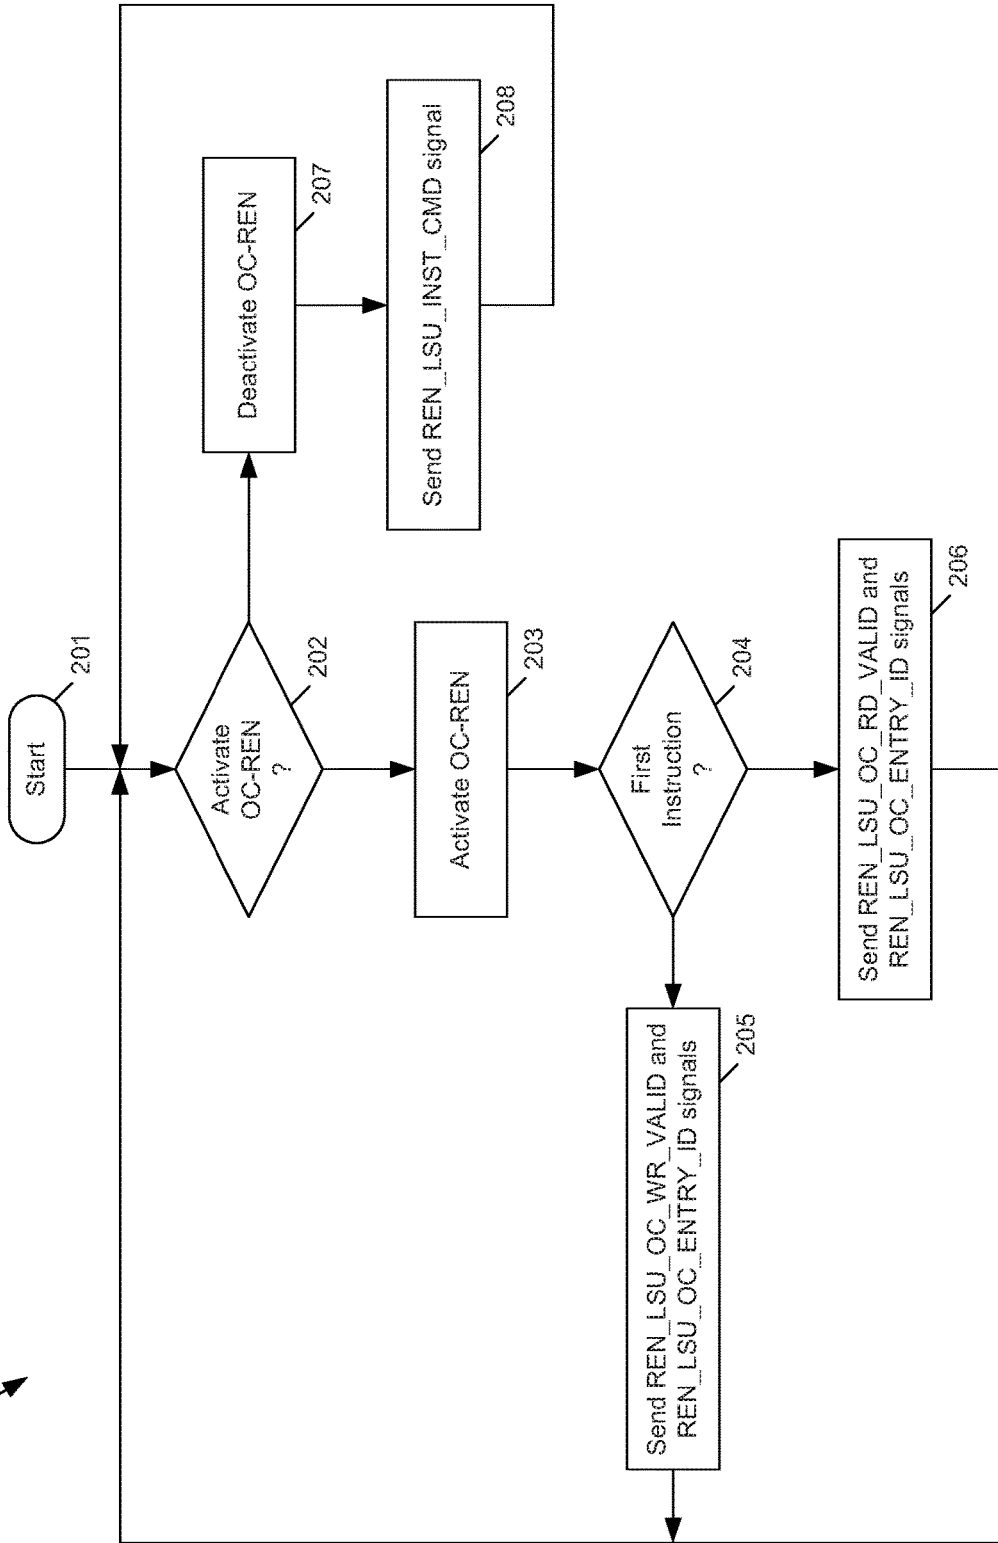 Start
201
Activate
OC-REN
?
202
Deactivate OC-REN
207
Send REN_LSU_INST_CMD signal
208
Activate OC-REN
203
First
Instruction
?
204
Send REN_LSU_OC_WR_VALID and
REN_LSU_OC_ENTRY_ID signals
205
Send REN_LSU_OC_RD_VALID and
REN_LSU_OC_ENTRY_ID signals
206